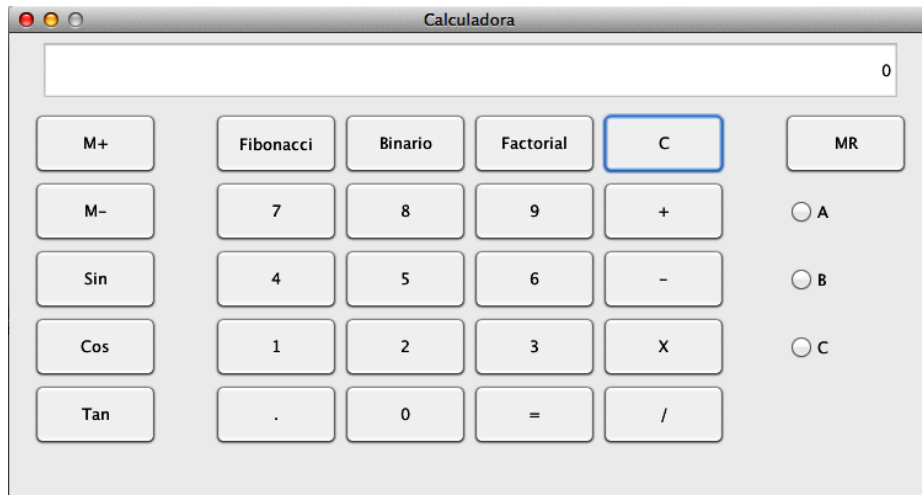 Calculadora
0
M+ Fibonacci Binario Factorial C MR
M- 7 8 9 + A
Sin 4 5 6 - B
Cos 1 2 3 X C
Tan . 0 = /